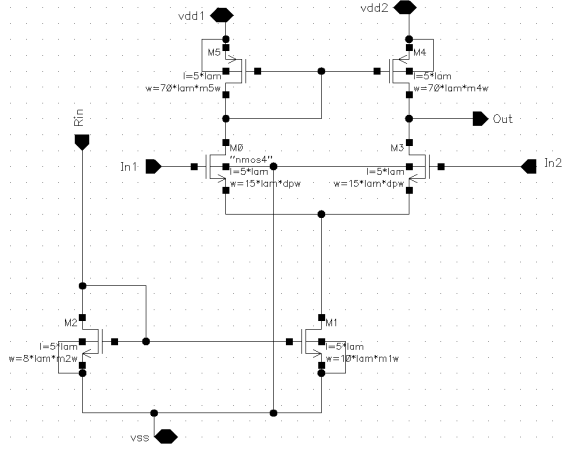 vdd1
vdd2
M5
M4
l=5*lam
w=70*lam*m5w
l=5*lam
w=70*lam*m4w
Rin
Out
M0
M3
In1
"nmos4"
l=5*lam
w=15*lam*dpw
l=5*lam
w=15*lam*dpw
In2
M2
M1
l=5*lam
w=8*lam*m2w
l=5*lam
w=10*lam*m1w
vss